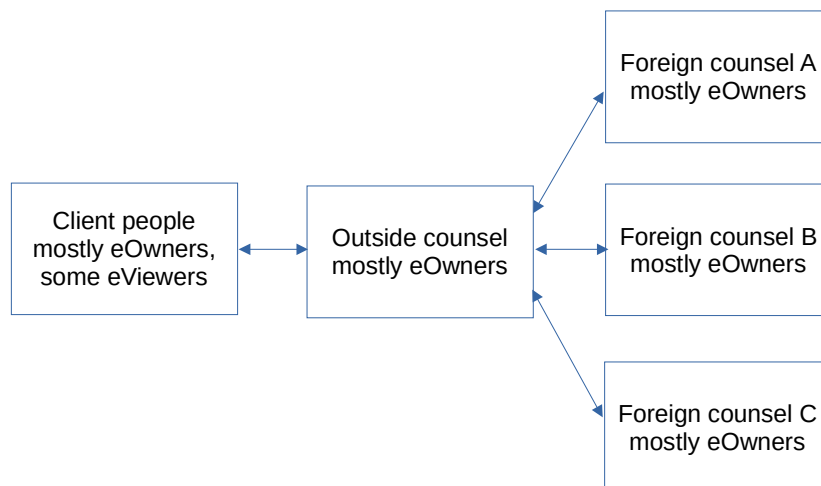 Foreign counsel A
mostly eOwners
Client people
mostly eOwners,
some eViewers
Outside counsel
mostly eOwners
Foreign counsel B
mostly eOwners
Foreign counsel C
mostly eOwners